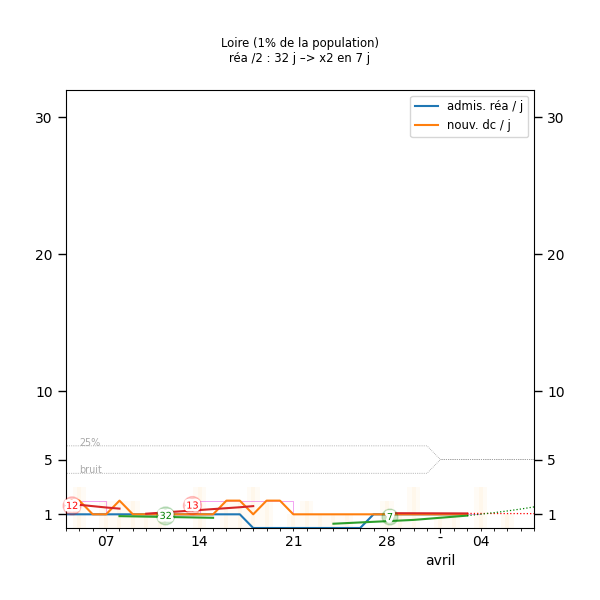 Loire (1% de la population)
réa /2 : 32 j –> x2 en 7 j
admis. réa / j
nouv. dc / j
30 30
20 20
10 10
25%
5 5
bruit
12 13
32 7
1 1
07 14 21 28 - 04
avril